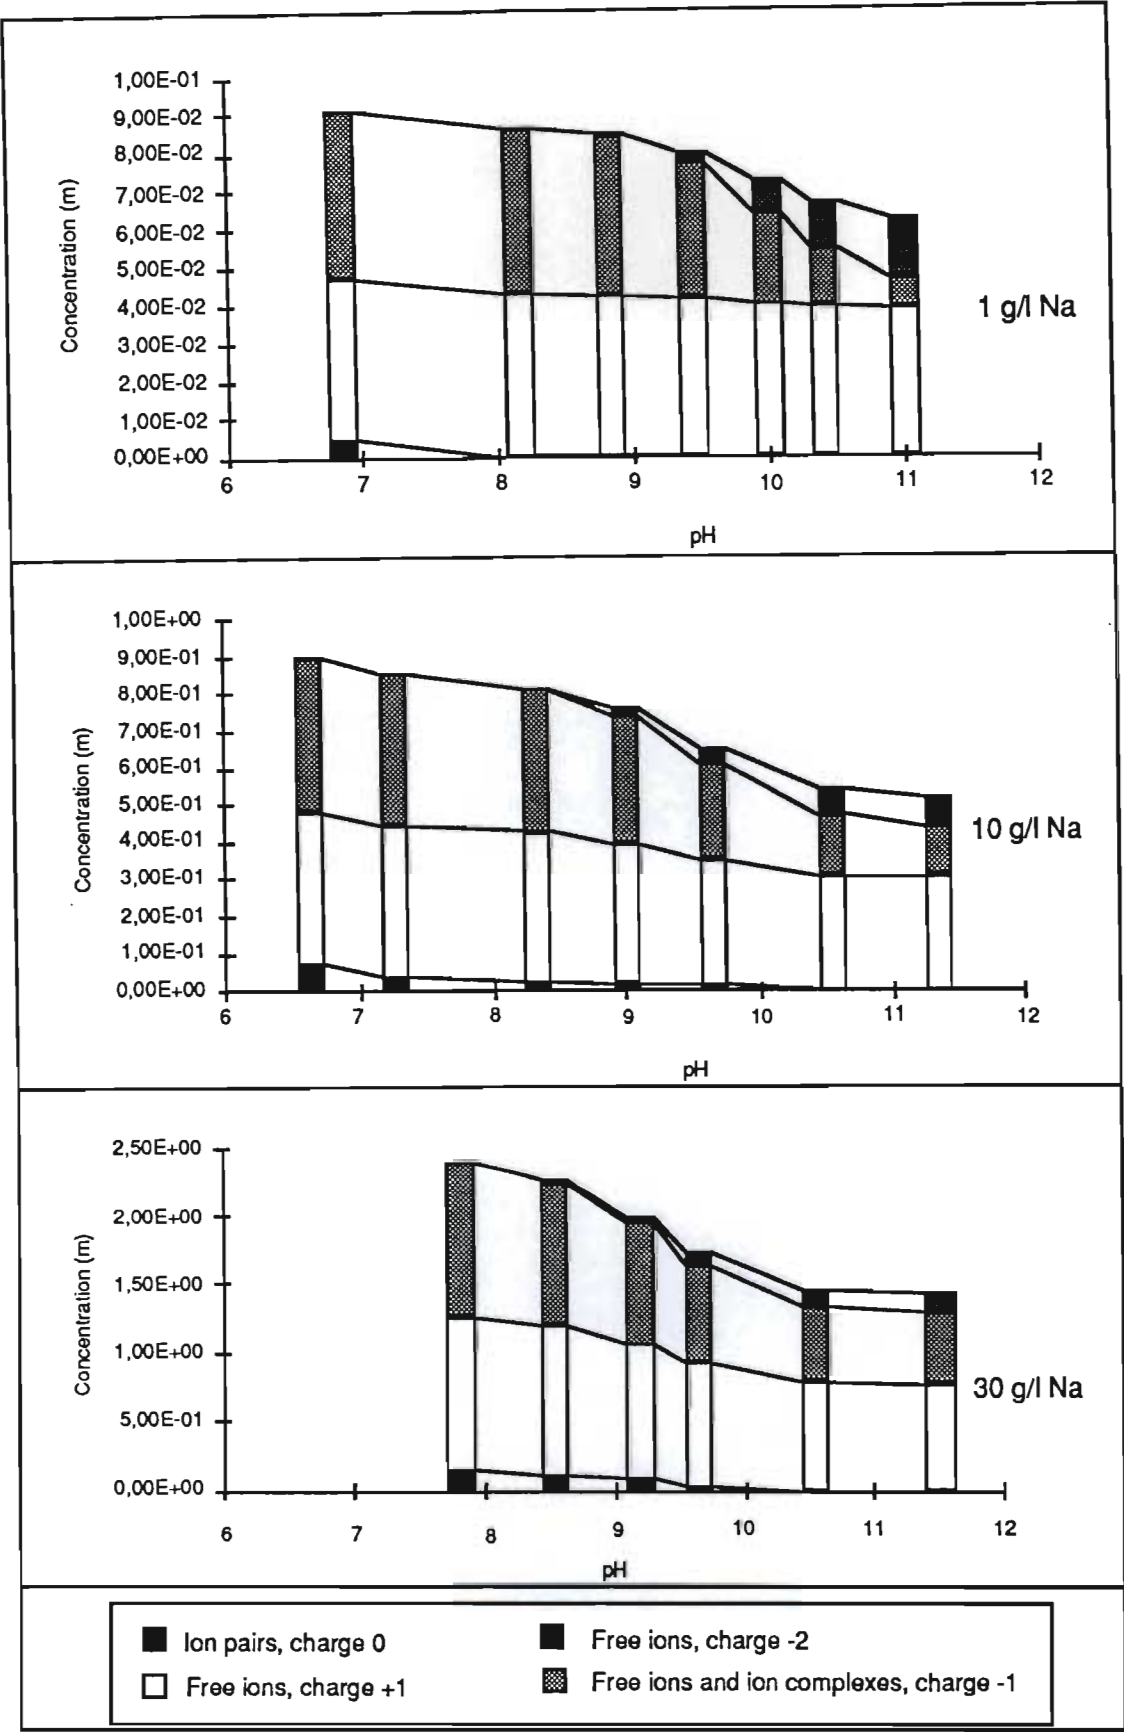 1,00E-01
9,00E-02
8,00E-02
7,00E-02
6,00E-02
5,00E-02
4,00E-02
3,00E-02
2,00E-02
1,00E-02
0,00E+00
Concentration (m)
6 7 8 9 10 11 12
pH
1 g/l Na
1,00E+00
9,00E-01
8,00E-01
7,00E-01
6,00E-01
5,00E-01
4,00E-01
3,00E-01
2,00E-01
1,00E-01
0,00E+00
Concentration (m)
6 7 8 9 10 11 12
pH
10 g/l Na
2,50E+00
2,00E+00
1,50E+00
1,00E+00
5,00E-01
0,00E+00
Concentration (m)
6 7 8 9 10 11 12
pH
30 g/l Na
Ion pairs, charge 0
Free ions, charge -2
Free ions, charge +1
Free ions and ion complexes, charge -1